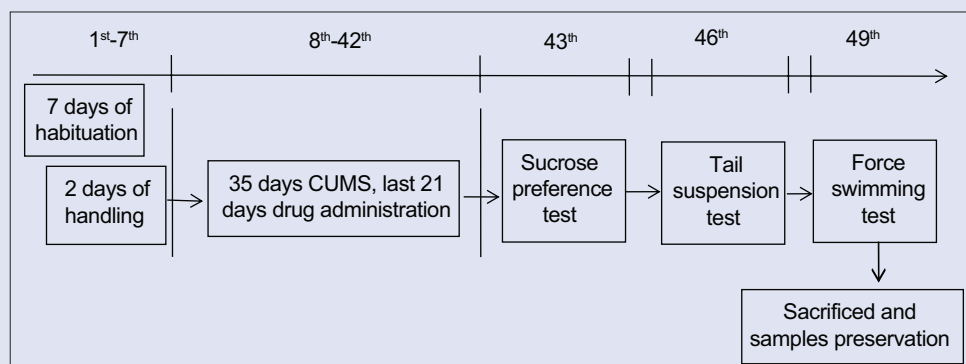 1st-7th
8th-42th
43th
46th
49th
7 days of
habituation
2 days of
handling
35 days CUMS, last 21
days drug administration
Sucrose
preference
test
Tail
suspension
test
Force
swimming
test
Sacrificed and
samples preservation